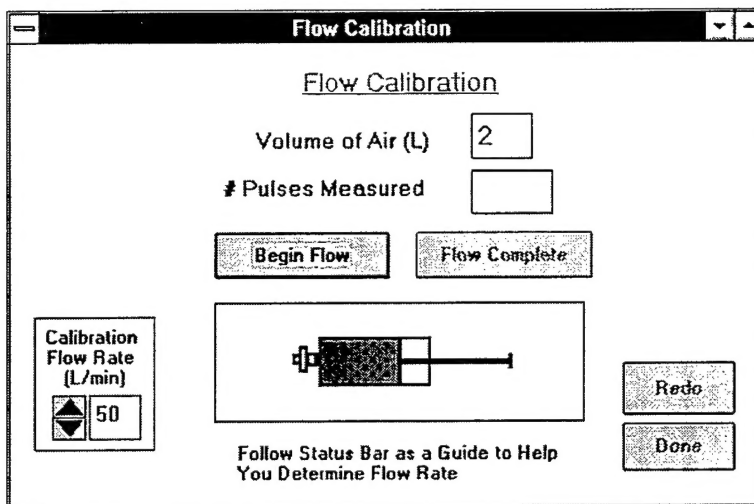 Flow Calibration
Flow Calibration
Volume of Air (L) 2
# Pulses Measured
Begin Flow Flow Complete
Calibration
Flow Rate
(L/min)
50
Redo
Done
Follow Status Bar as a Guide to Help
You Determine Flow Rate